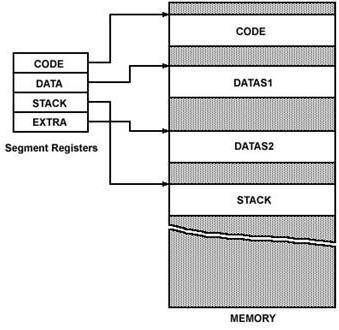 CODE
DATA
STACK
EXTRA
Segment Registers
CODE
DATAS1
DATAS2
STACK
MEMORY